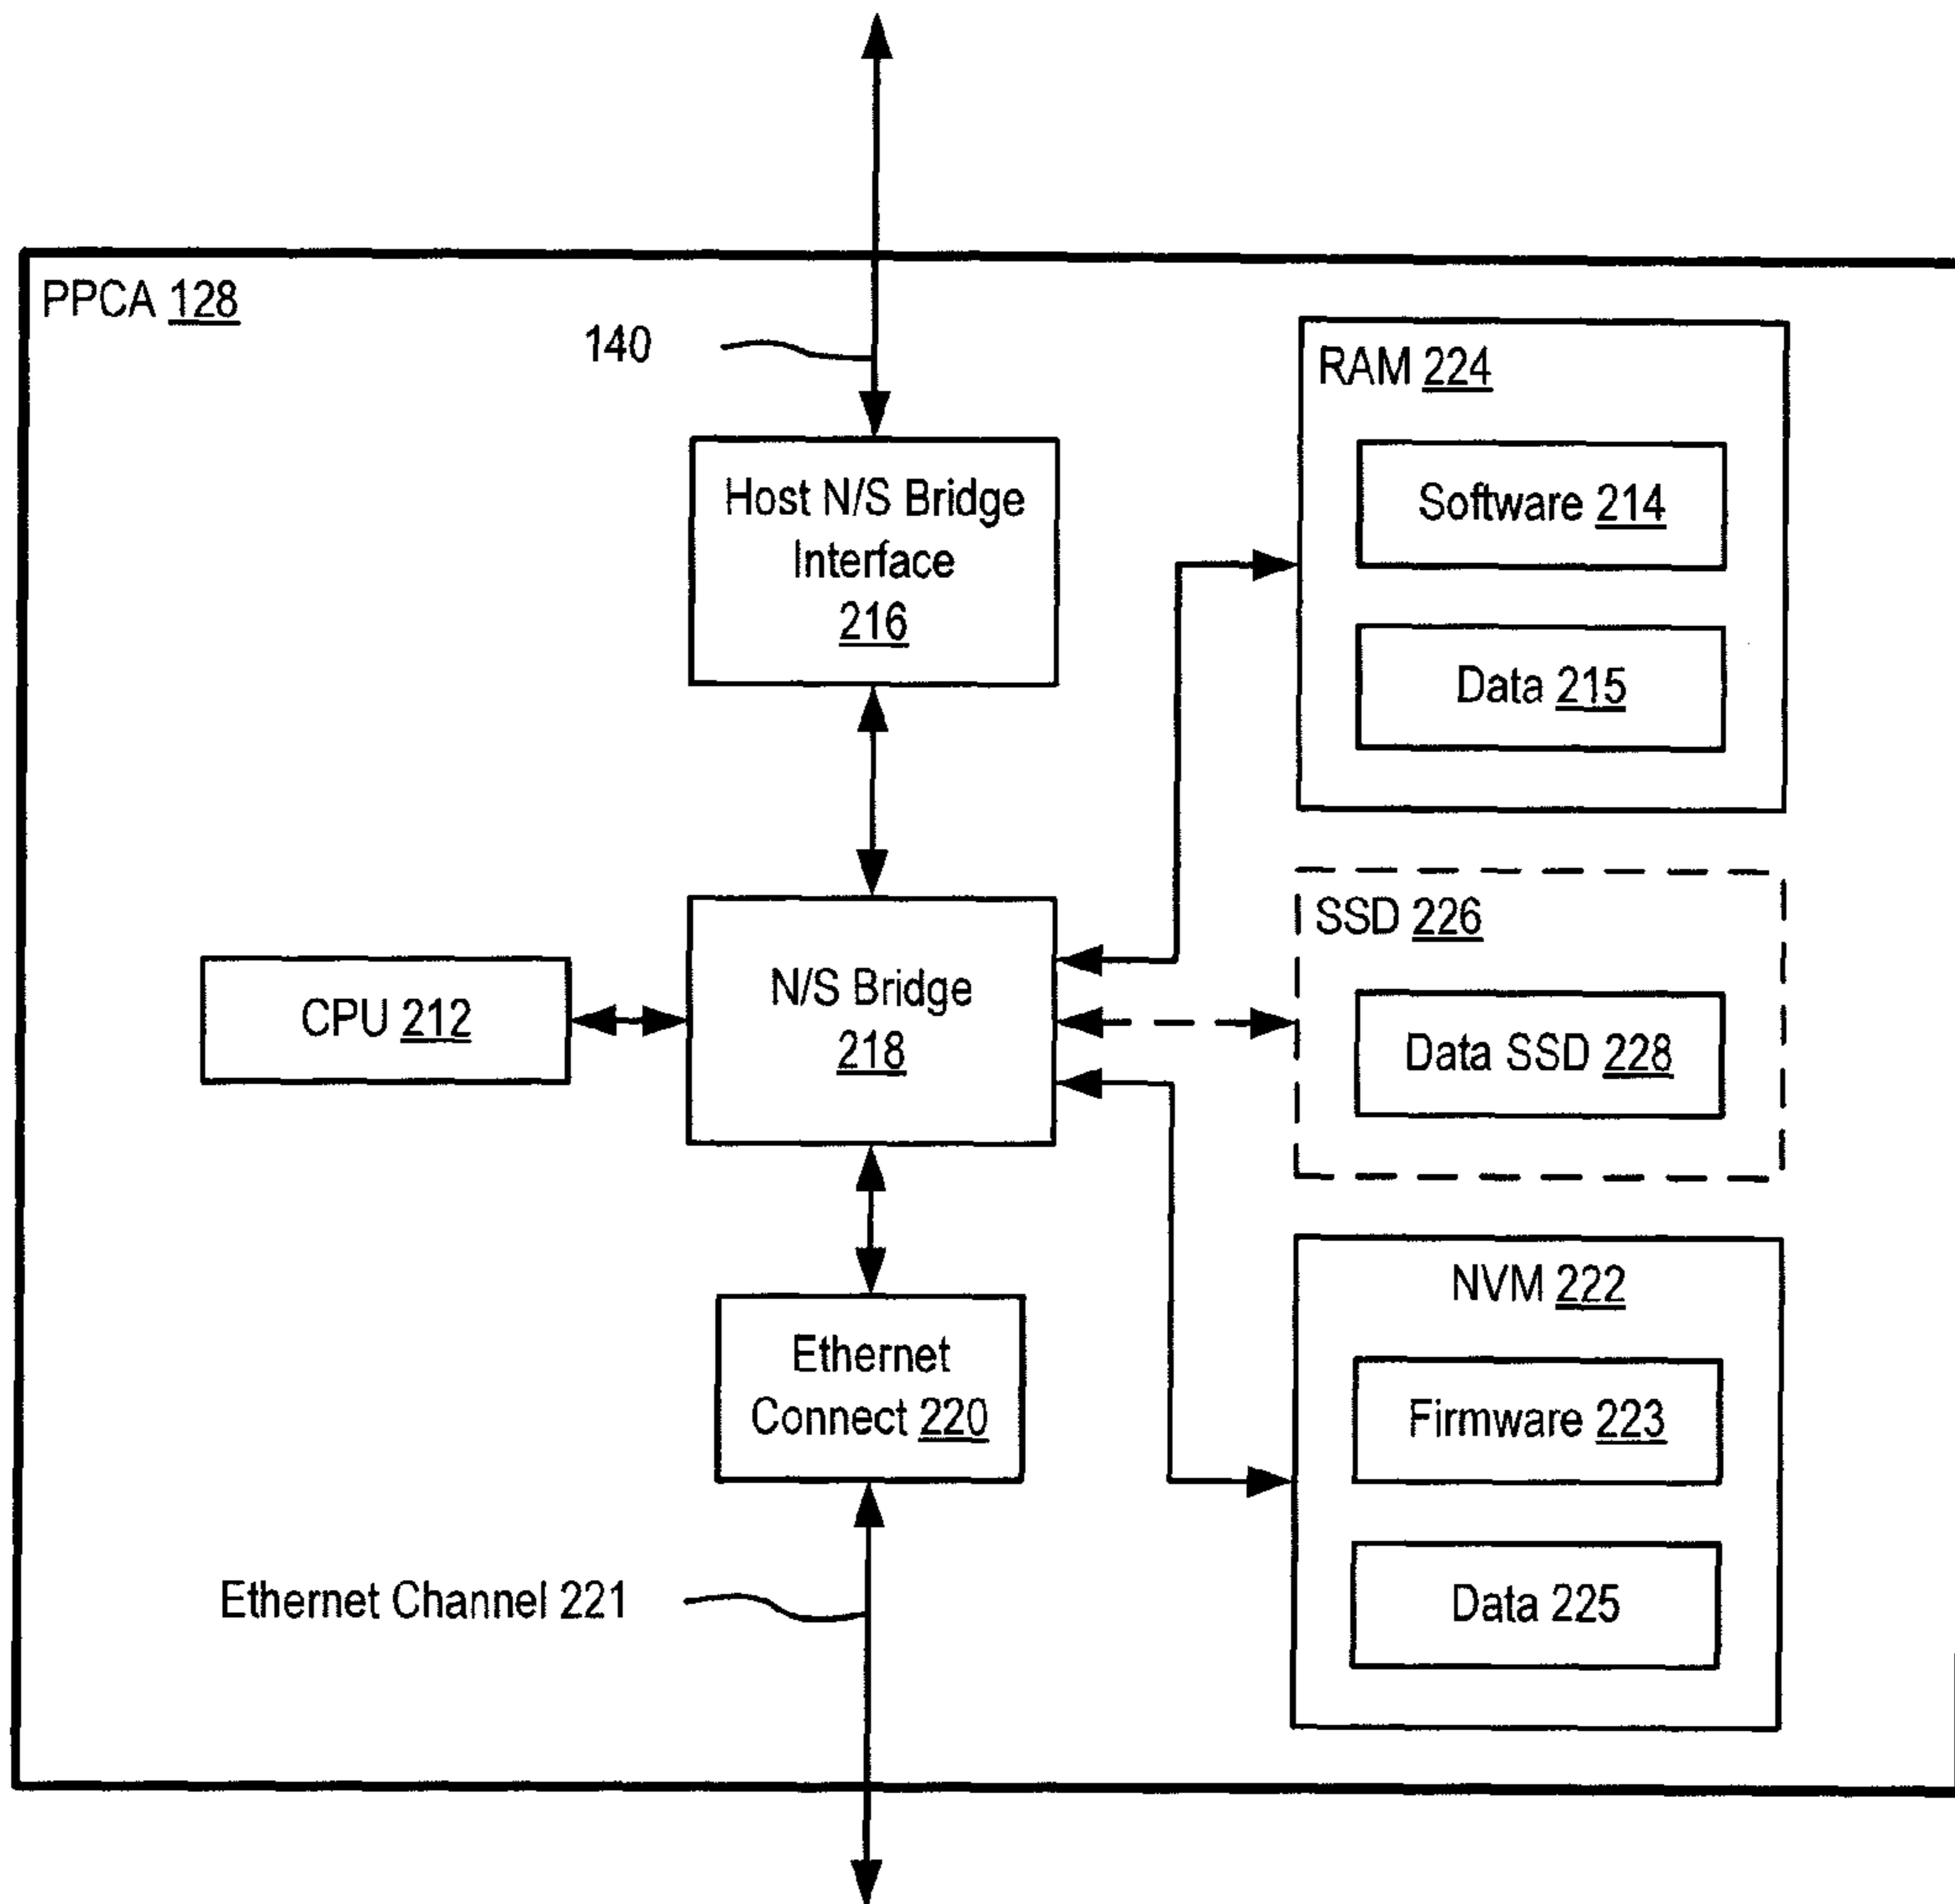 PPCA 128
140
Host N/S Bridge
Interface
216
RAM 224
Software 214
Data 215
SSD 226
Data SSD 228
CPU 212
N/S Bridge
218
NVM 222
Firmware 223
Data 225
Ethernet
Connect 220
Ethernet Channel 221